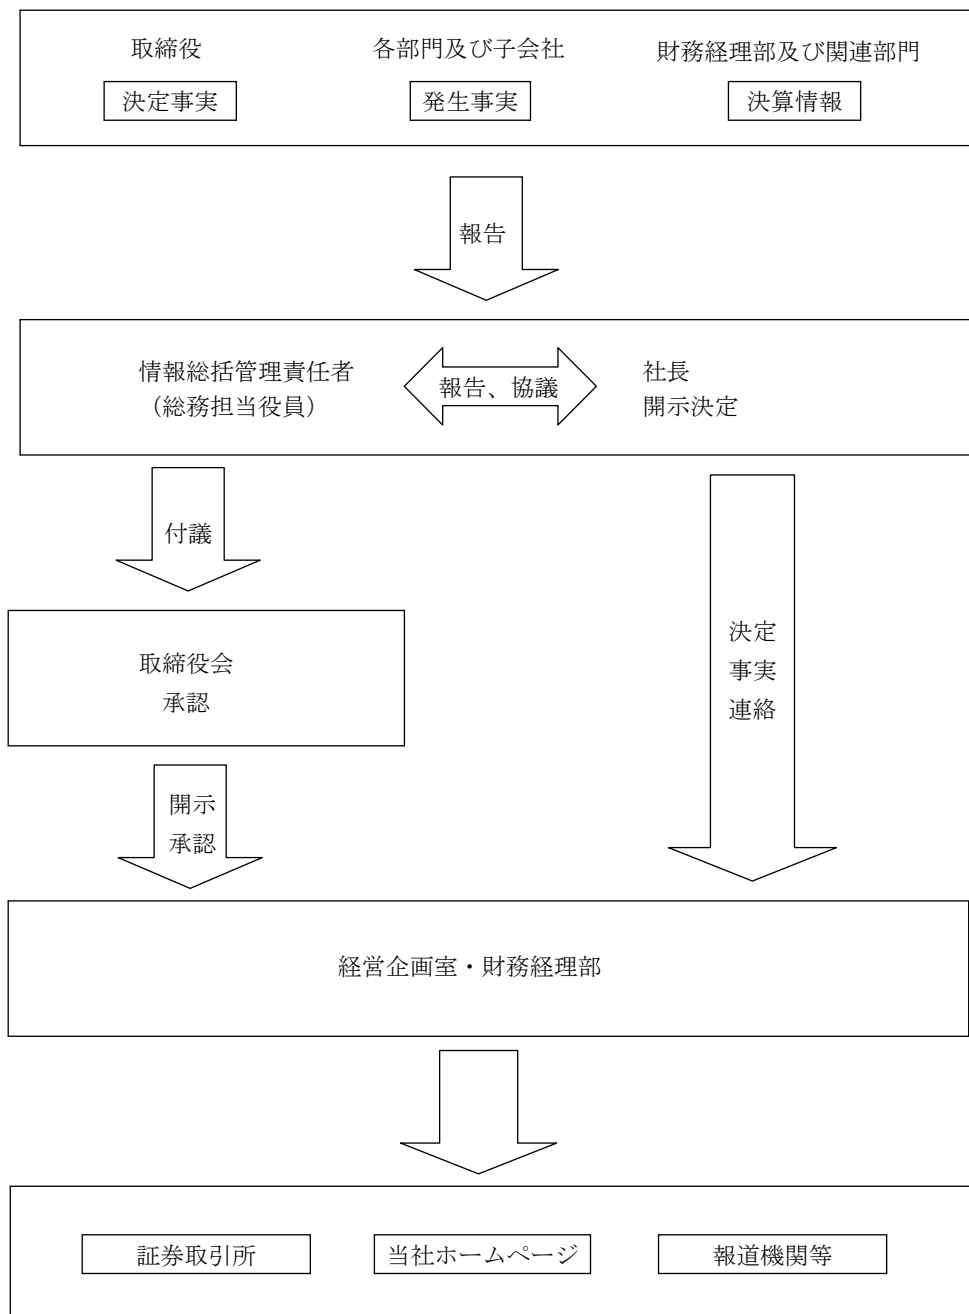 取締役
各部門及び子会社
財務経理部及び関連部門
決定事実
発生事実
決算情報
報告
情報総括管理責任者
（総務担当役員）
報告、協議
社長
開示決定
付議
取締役会
承認
決定
事実
連絡
開示
承認
経営企画室・財務経理部
証券取引所
当社ホームページ
報道機関等